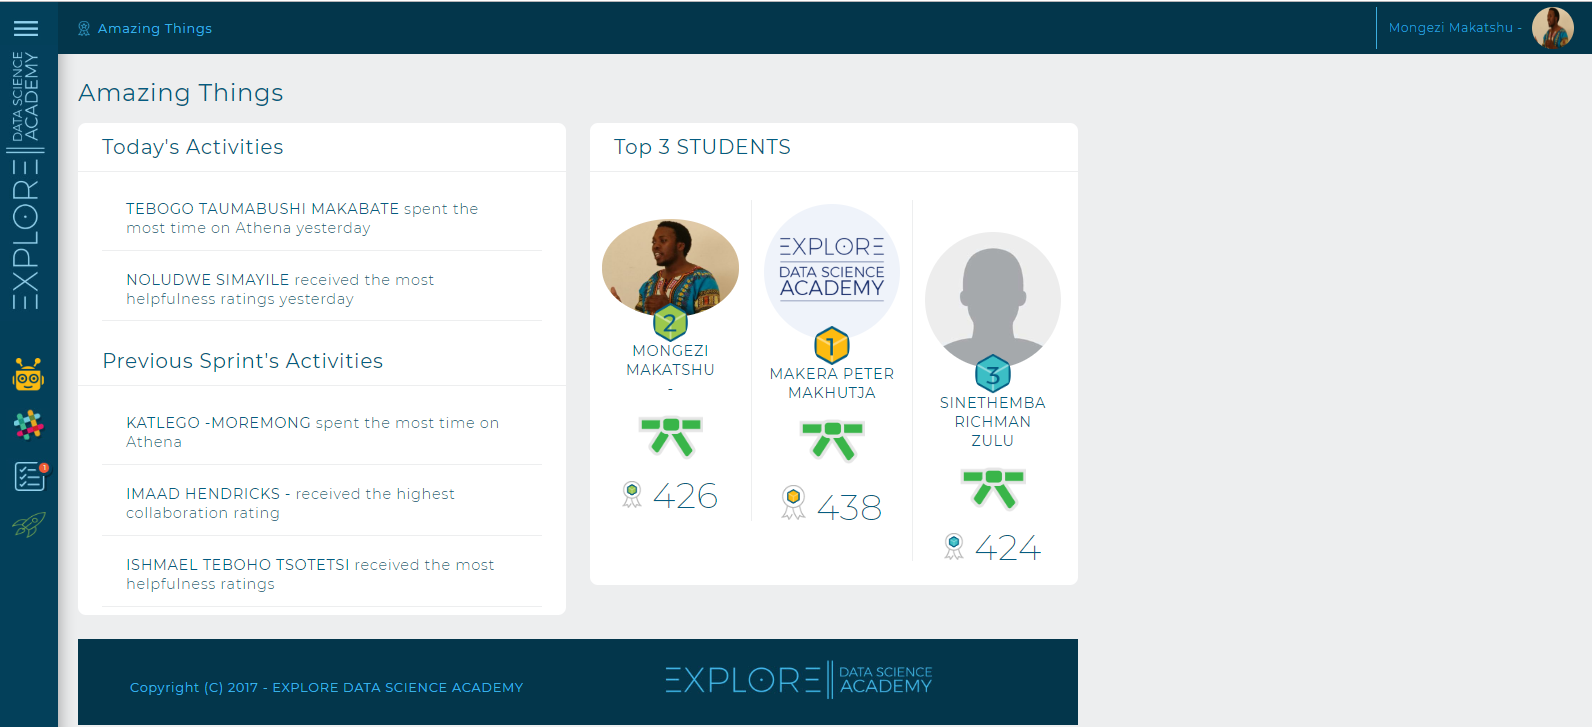 Amazing Things
Mongezi Makatshu -
EXPLORE
DATA SCIENCE
ACADEMY
Amazing Things
Today's Activities
TEBOGO TAUMABUSHI MAKABATE spent the
most time on Athena yesterday
NOLUDWE SIMAYILE received the most
helpfulness ratings yesterday
Previous Sprint's Activities
KATLEGO -MOREMONG spent the most time on
Athena
IMAAD HENDRICKS - received the highest
collaboration rating
ISHMAEL TEBOHO TSOTETSI received the most
helpfulness ratings
Top 3 STUDENTS
2
MONGEZI
MAKATSHU
-
426
EXPLORE
DATA SCIENCE
ACADEMY
1
MAKERA PETER
MAKHUTJA
438
3
SINETHEMBA
RICHMAN
ZULU
424
3
Copyright (C) 2017 - EXPLORE DATA SCIENCE ACADEMY
EXPLORE
DATA SCIENCE
ACADEMY